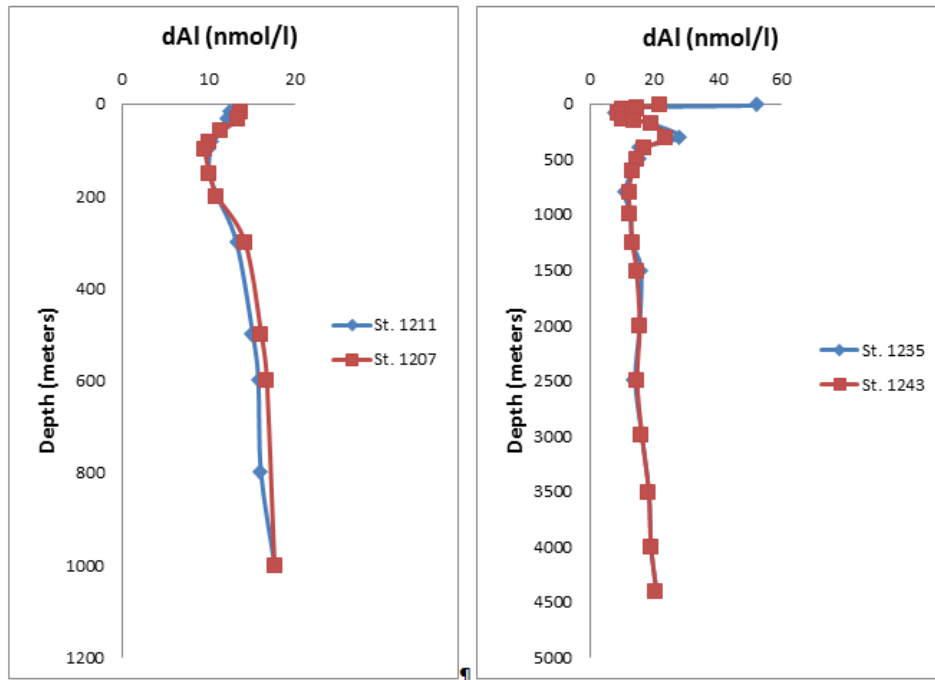 dAl (nmol/l)
0 10 20
0
200
400
600
800
1000
1200
Depth (meters)
St. 1211
St. 1207
¶
dAl (nmol/l)
0 20 40 60
0
500
1000
1500
2000
2500
3000
3500
4000
4500
5000
Depth (meters)
St. 1235
St. 1243